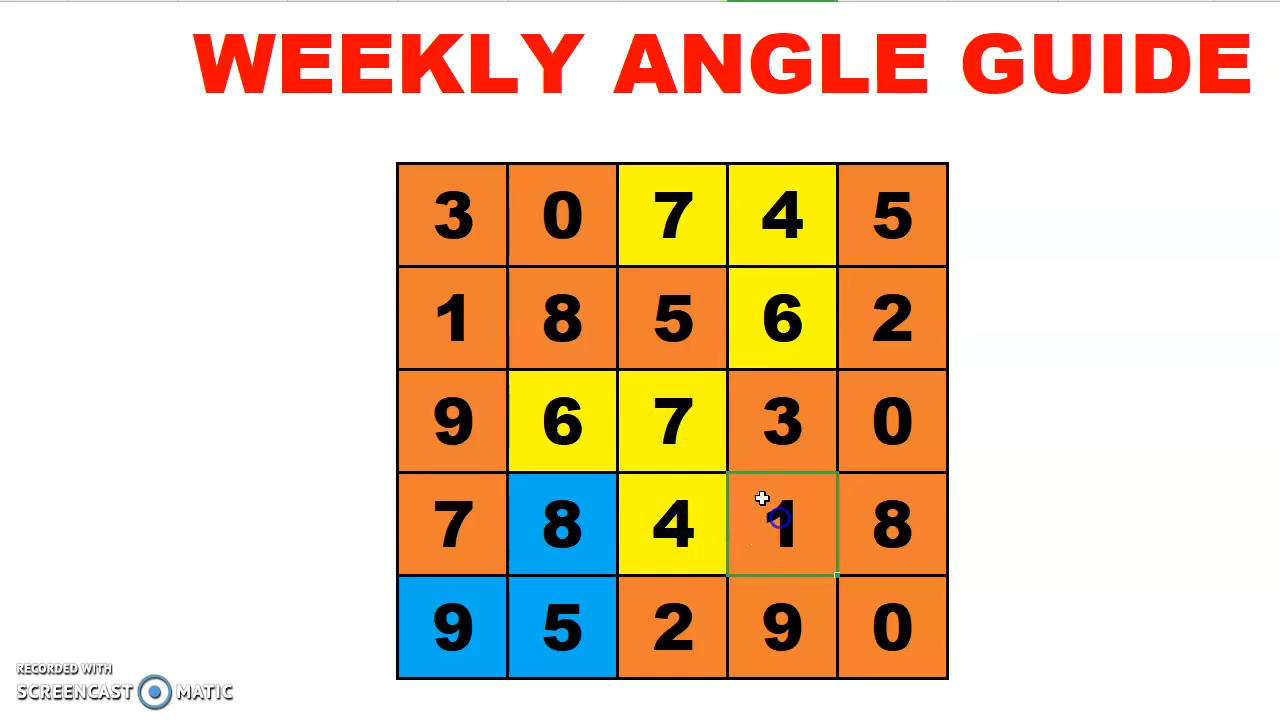 WEEKLY ANGLE GUIDE
3 0 7 4 5
1 8 5 6 2
9 6 7 3 0
7 8 4 1 8
9 5 2 9 0
RECORDED WITH
SCREENCAST MATIC